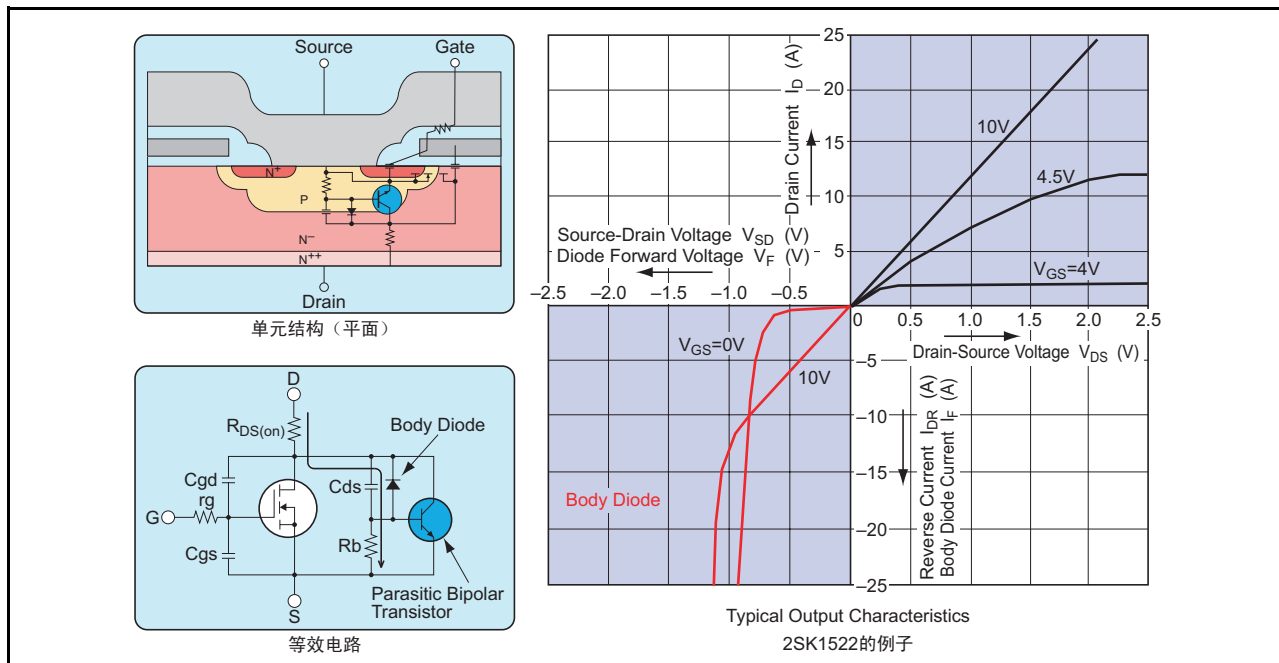 Source
Gate
N+
P
N−
N++
Drain
单元结构（平面）
D
RDS(on)
Body Diode
Cgd
rg
Cds
G
Cgs
Rb
Parasitic Bipolar
Transistor
S
等效电路
Drain Current ID (A)
25
20
15
10
5
10V
4.5V
VGS=4V
Source-Drain Voltage VSD (V)
Diode Forward Voltage VF (V)
−2.5
−2.0
−1.5
−1.0
−0.5
0
0.5
1.0
1.5
2.0
2.5
Drain-Source Voltage VDS (V)
VGS=0V
10V
Body Diode
−5
−10
−15
−20
−25
Reverse Current IDR (A)
Body Diode Current IF (A)
Typical Output Characteristics
2SK1522的例子